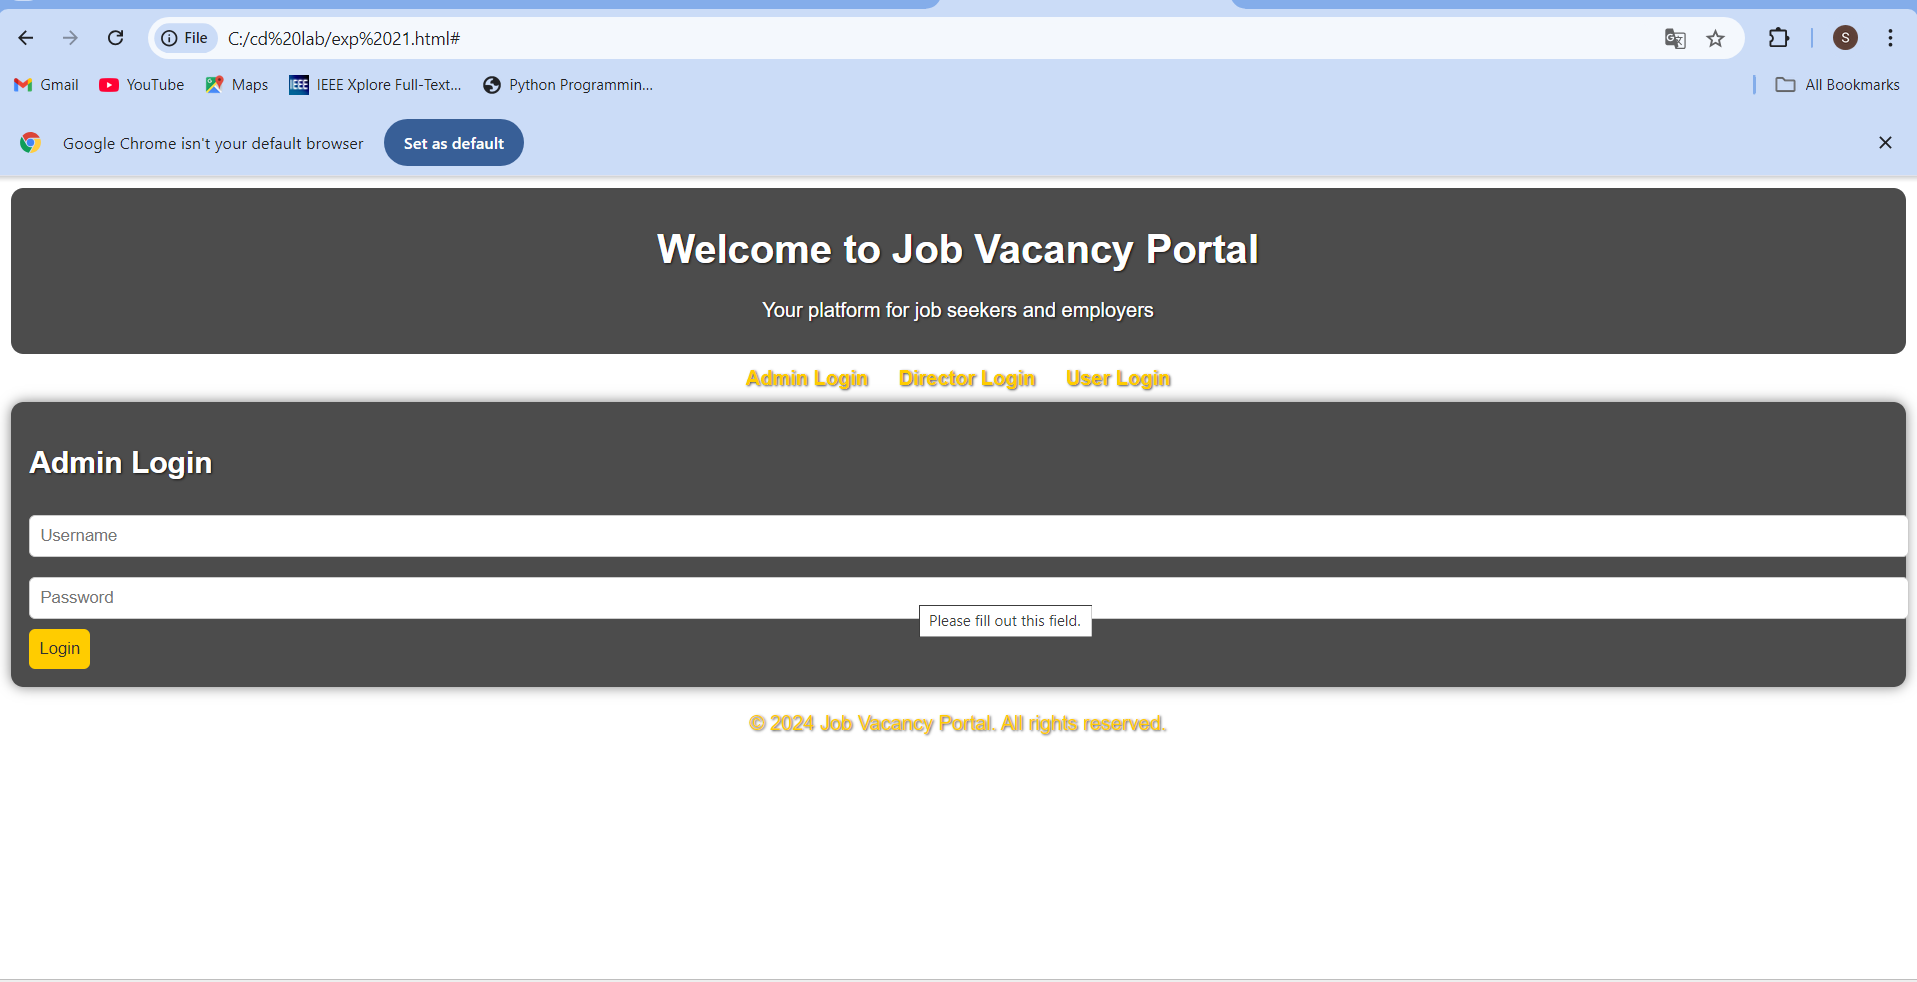 File C:/cd%20lab/exp%2021.html# S
Gmail YouTube Maps IEEE IEEE Xplore Full-Text... Python Programmin... All Bookmarks
Google Chrome isn't your default browser Set as default
Welcome to Job Vacancy Portal
Your platform for job seekers and employers
Admin Login Director Login User Login
Admin Login
Username
Password
Please fill out this field.
Login
© 2024 Job Vacancy Portal. All rights reserved.